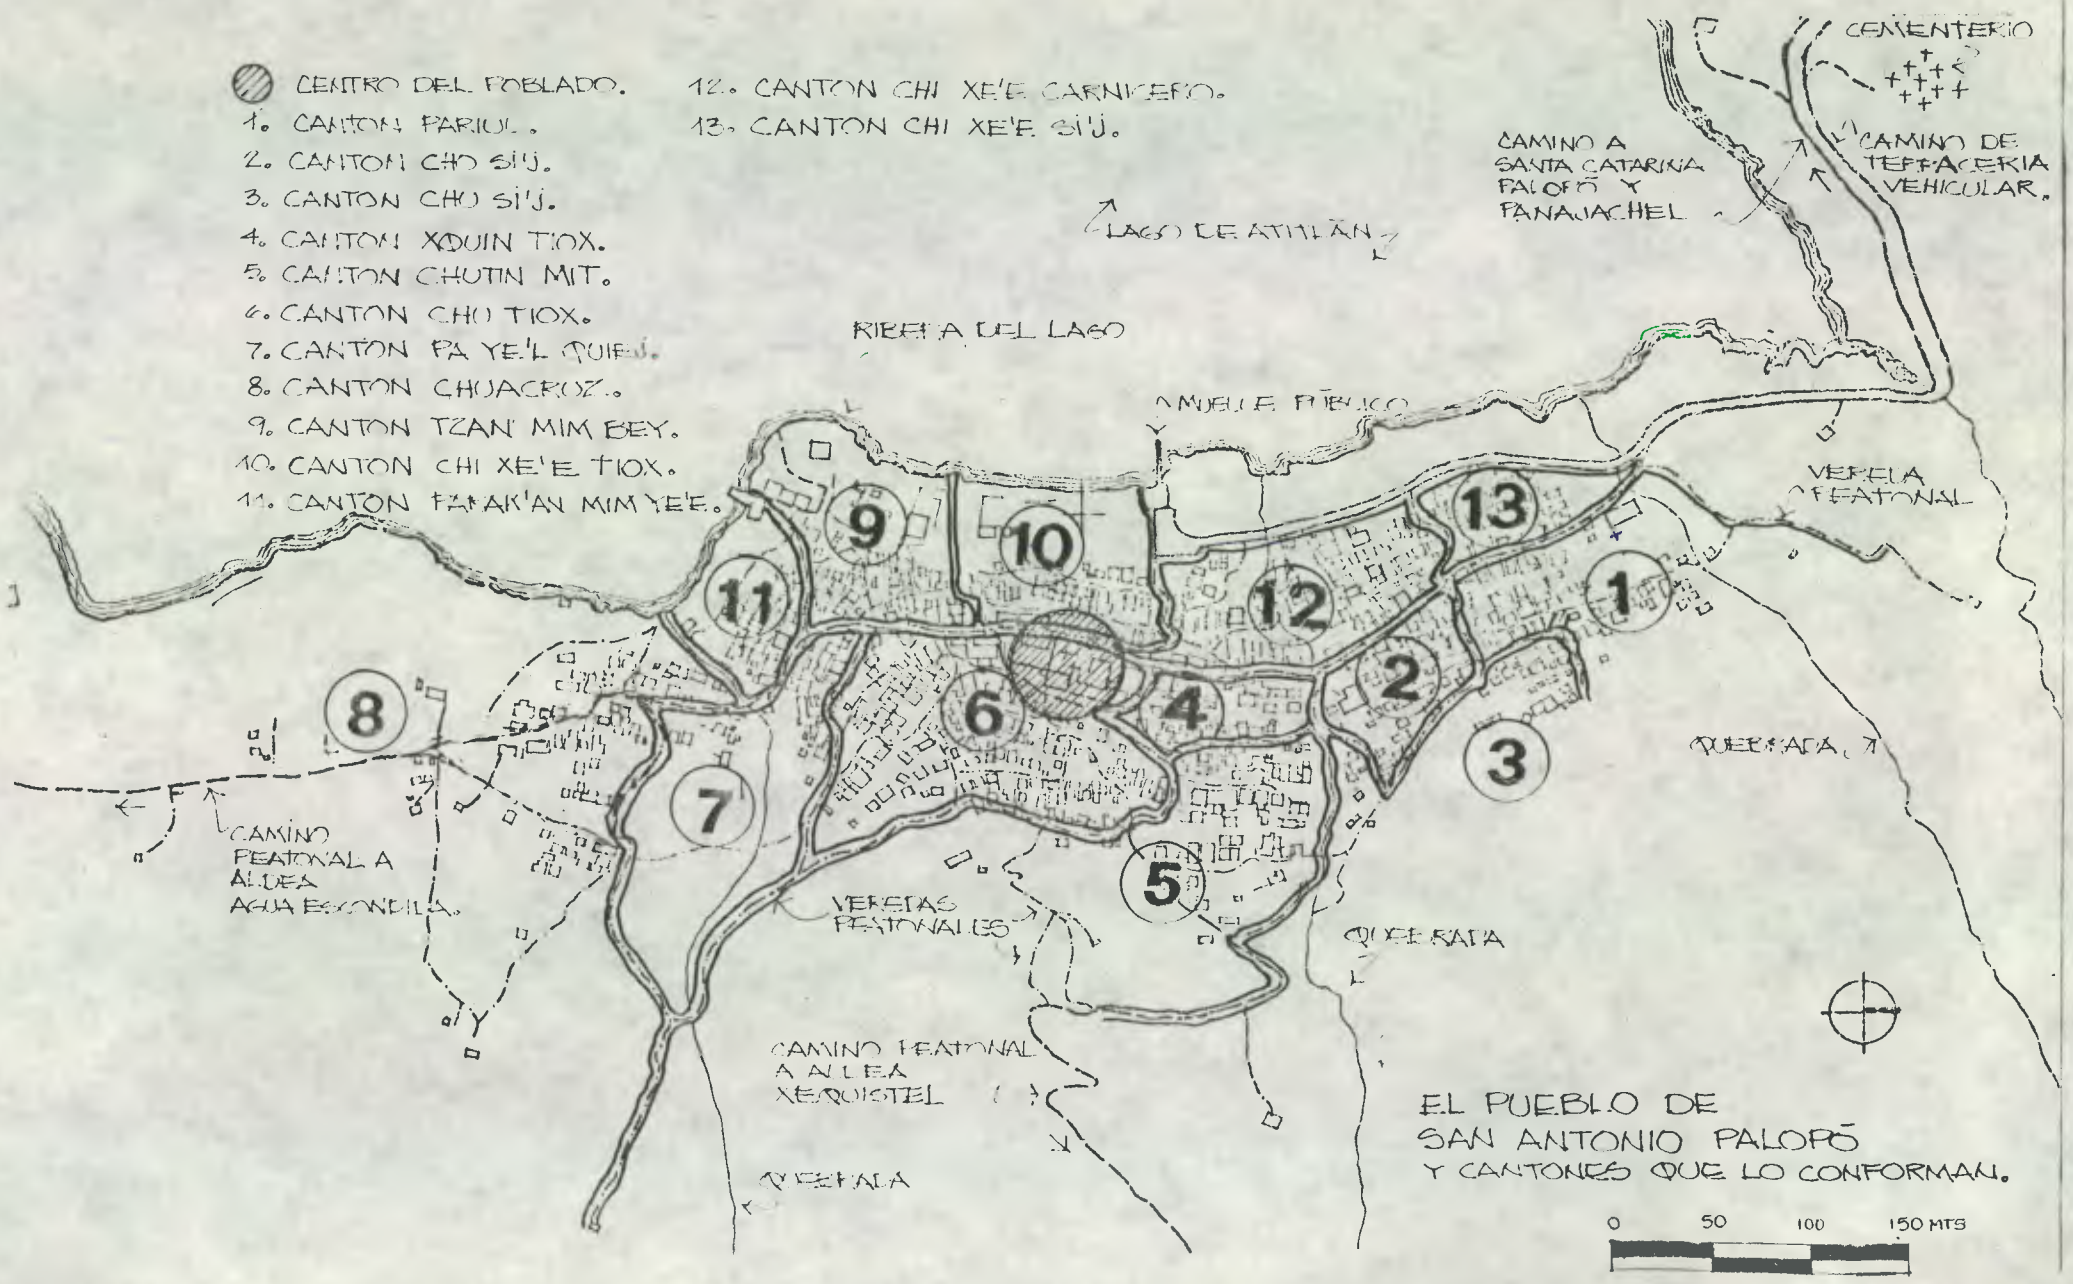 CENTRO DEL POBLADO.
1. CANTON PARIUL.
2. CANTON CHO SI'J.
3. CANTON CHU SI'J.
4. CANTON XQUIN TIOX.
5. CANTON CHUTIN MIT.
6. CANTON CHU TIOX.
7. CANTON PA YE'L QUIEJ.
8. CANTON CHUACROZ.
9. CANTON TZAN MIM BEY.
10. CANTON CHI XE'E TIOX.
11. CANTON PARAK'AN MIM YE'E.
12. CANTON CHI XE'E CARNICERO.
13. CANTON CHI XE'E SI'J.
CEMENTERIO
CAMINO A
SANTA CATARINA
PALOPÓ Y
PANAJACHEL
CAMINO DE
TERRACERIA
VEHICULAR.
LAGO DE ATITLÁN
RIBERA DEL LAGO
MUELLE PÚBLICO
VEREDA
PEATONAL
9
10
13
11
12
1
2
8
6
4
3
7
5
QUEBRADA
CAMINO
PEATONAL A
ALDEA
AGUA ESCONDIDA.
VEREDAS
PEATONALES
QUEBRADA
CAMINO PEATONAL
A ALDEA
XEQUISTEL
QUEBRADA
EL PUEBLO DE
SAN ANTONIO PALOPÓ
Y CANTONES QUE LO CONFORMAN.
0 50 100 150 MTS